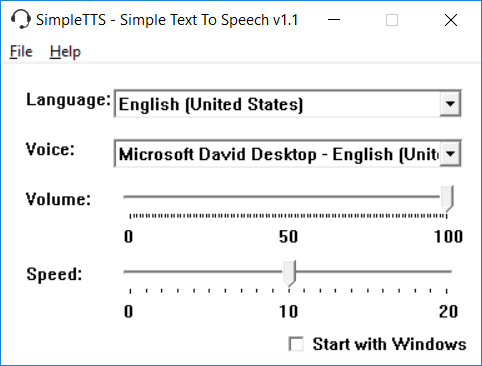 SimpleTTS - Simple Text To Speech v1.1
File Help
Language: English (United States)
Voice: Microsoft David Desktop - English (Unit
Volume:
0 50 100
Speed:
0 10 20
Start with Windows